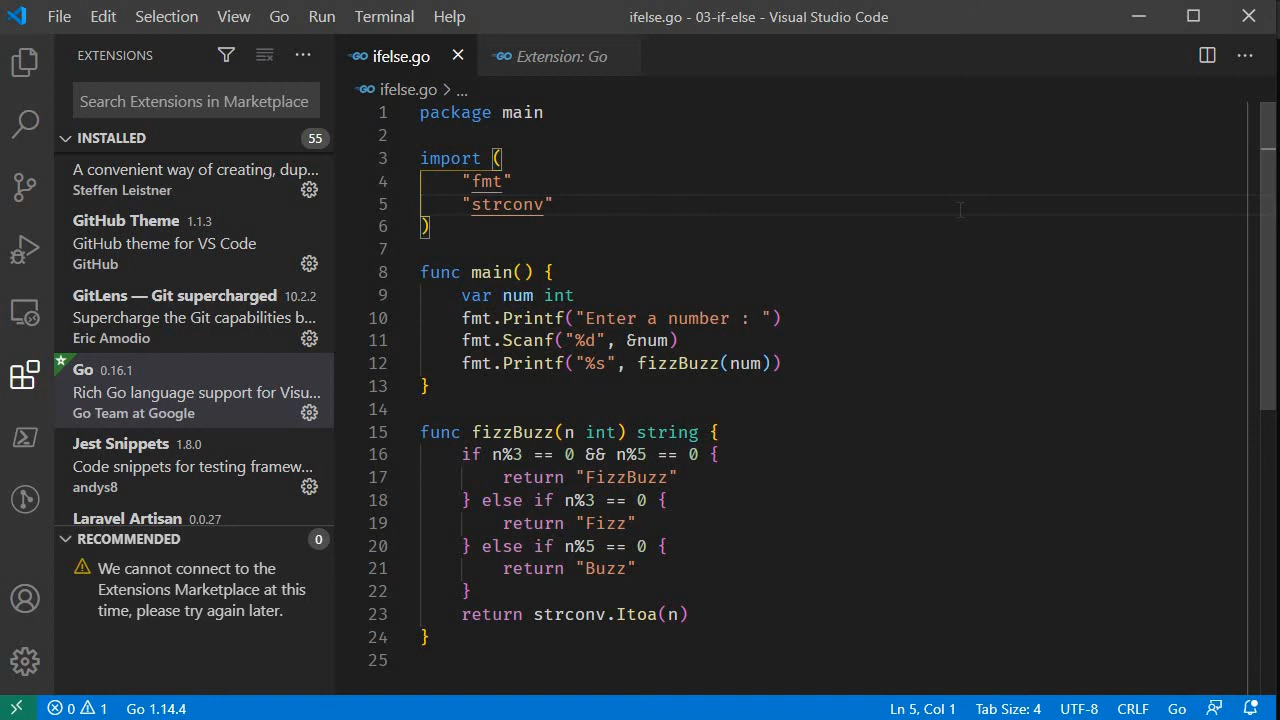 File Edit Selection View Go Run Terminal Help
ifelse.go - 03-if-else - Visual Studio Code
EXTENSIONS
Search Extensions in Marketplace
INSTALLED 55
A convenient way of creating, dup...
Steffen Leistner
GitHub Theme 1.1.3
GitHub theme for VS Code
GitHub
GitLens — Git supercharged 10.2.2
Supercharge the Git capabilities b...
Eric Amodio
Go 0.16.1
Rich Go language support for Visu...
Go Team at Google
Jest Snippets 1.8.0
Code snippets for testing framew...
andys8
Laravel Artisan 0.0.27
RECOMMENDED 0
We cannot connect to the
Extensions Marketplace at this
time, please try again later.
GO ifelse.go
GO Extension: Go
GO ifelse.go > ...
1 package main
2
3 import (
4 "fmt"
5 "strconv"
6 )
7
8 func main() {
9 var num int
10 fmt.Printf("Enter a number : ")
11 fmt.Scanf("%d", &num)
12 fmt.Printf("%s", fizzBuzz(num))
13 }
14
15 func fizzBuzz(n int) string {
16 if n%3 == 0 && n%5 == 0 {
17 return "FizzBuzz"
18 } else if n%3 == 0 {
19 return "Fizz"
20 } else if n%5 == 0 {
21 return "Buzz"
22 }
23 return strconv.Itoa(n)
24 }
25
0 1 Go 1.14.4
Ln 5, Col 1 Tab Size: 4 UTF-8 CRLF Go